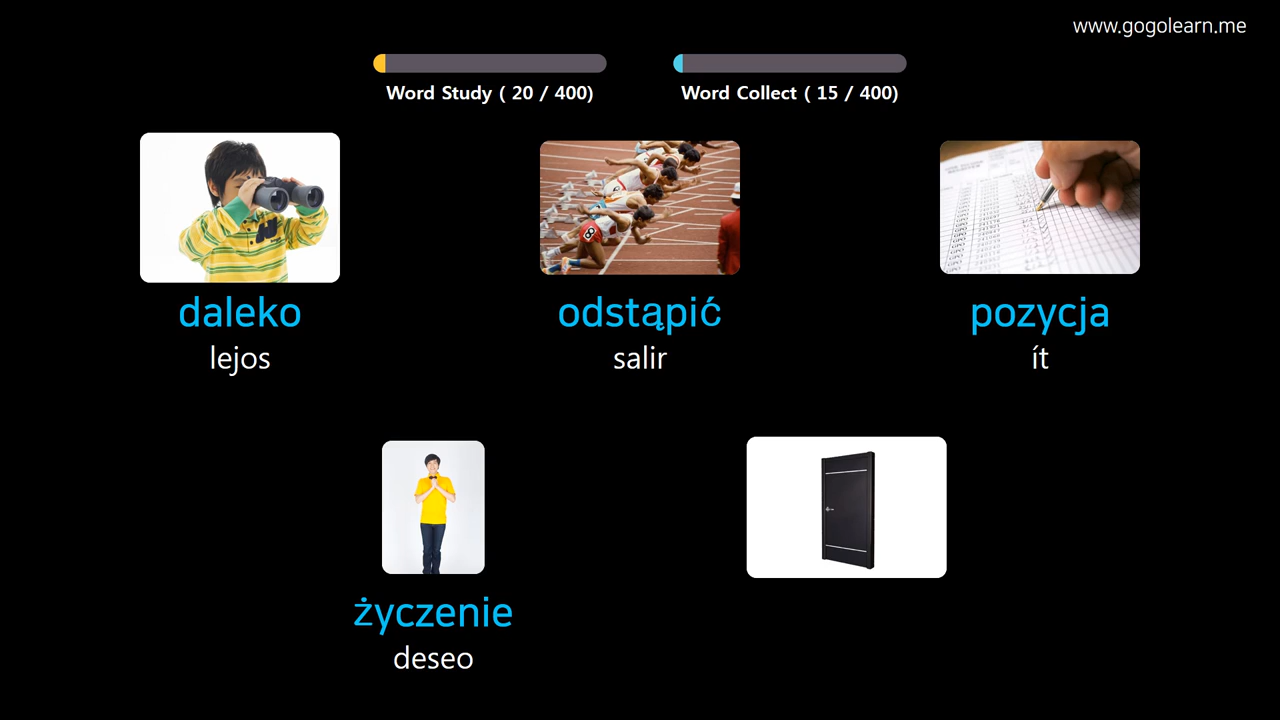 www.gogolearn.me
Word Study ( 20 / 400)
Word Collect ( 15 / 400)
8
daleko
lejos
odstąpić
salir
pozycja
ít
życzenie
deseo